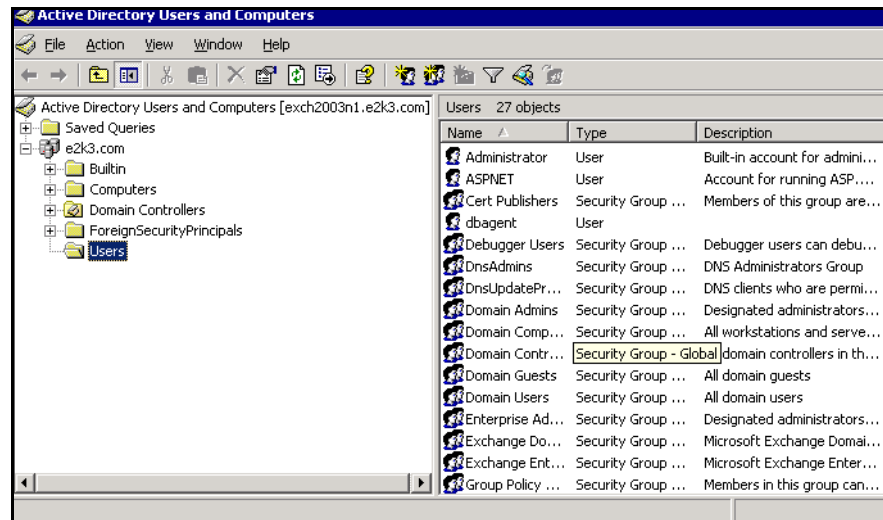 Active Directory Users and Computers
File Action View Window Help
Active Directory Users and Computers [exch2003n1.e2k3.com]
Saved Queries
e2k3.com
Builtin
Computers
Domain Controllers
ForeignSecurityPrincipals
Users
Users 27 objects
Name Type Description
Administrator User Built-in account for admini...
ASPNET User Account for running ASP....
Cert Publishers Security Group ... Members of this group are...
dbagent User
Debugger Users Security Group ... Debugger users can debu...
DnsAdmins Security Group ... DNS Administrators Group
DnsUpdatePr... Security Group ... DNS clients who are permi...
Domain Admins Security Group ... Designated administrators...
Domain Comp... Security Group ... All workstations and serve...
Domain Contr... Security Group - Global domain controllers in th...
Domain Guests Security Group ... All domain guests
Domain Users Security Group ... All domain users
Enterprise Ad... Security Group ... Designated administrators...
Exchange Do... Security Group ... Microsoft Exchange Domai...
Exchange Ent... Security Group ... Microsoft Exchange Enter...
Group Policy ... Security Group ... Members in this group can...